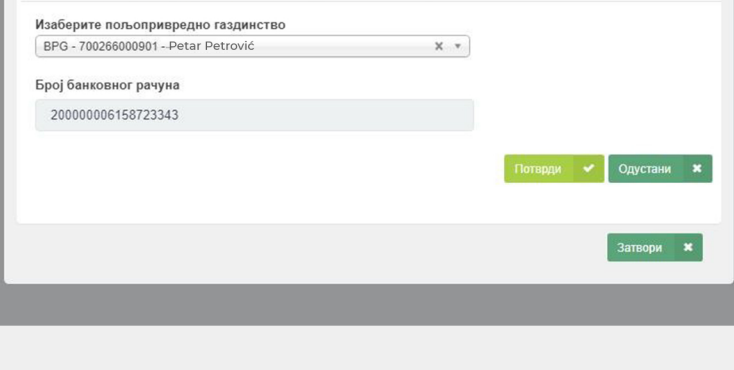 Изаберите пољопривредно газдинство
BPG - 700266000901 - Petar Petrović
Број банковног рачуна
200000006158723343
Потврди
Одустани
Затвори